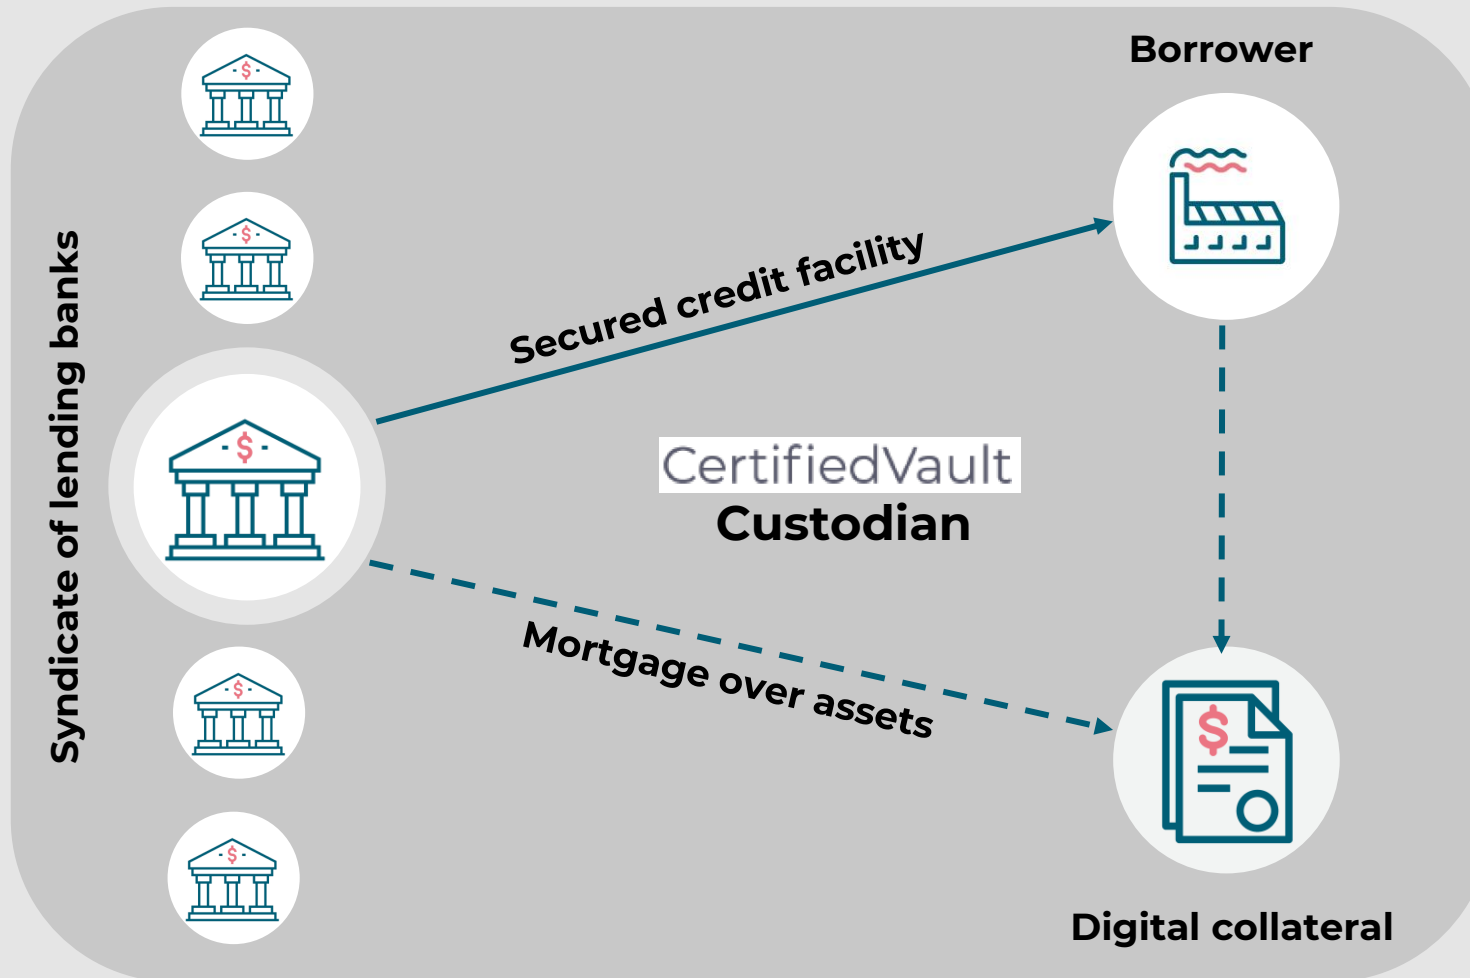 Borrower
Syndicate of lending banks
Secured credit facility
CertifiedVault
Custodian
Mortgage over assets
Digital collateral